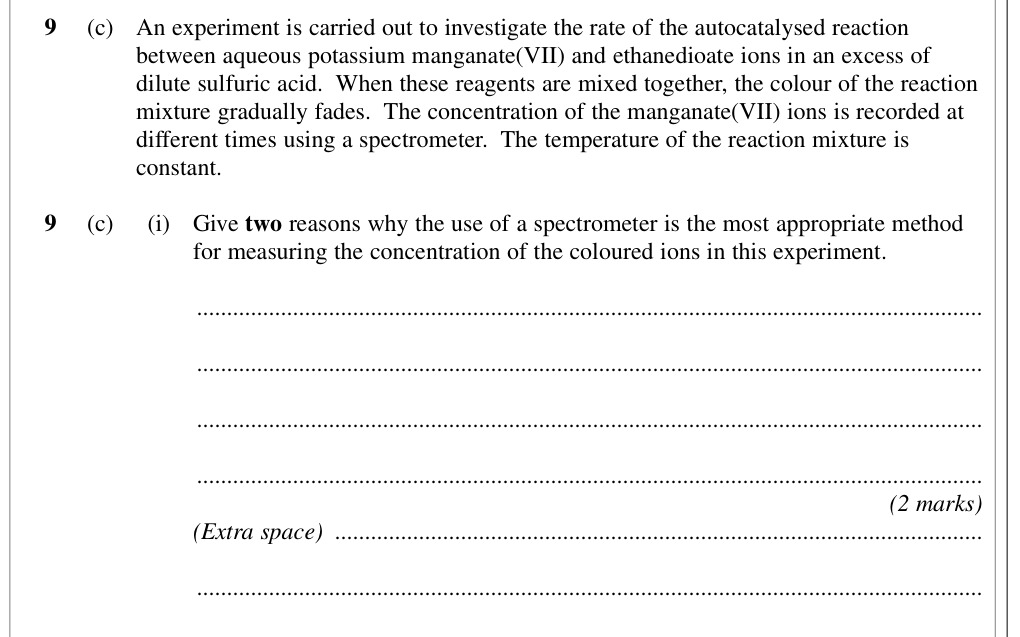 9 (c) An experiment is carried out to investigate the rate of the autocatalysed reaction
between aqueous potassium manganate(VII) and ethanedioate ions in an excess of
dilute sulfuric acid. When these reagents are mixed together, the colour of the reaction
mixture gradually fades. The concentration of the manganate(VII) ions is recorded at
different times using a spectrometer. The temperature of the reaction mixture is
constant.
9 (c) (i) Give two reasons why the use of a spectrometer is the most appropriate method
for measuring the concentration of the coloured ions in this experiment.
(2 marks)
(Extra space)